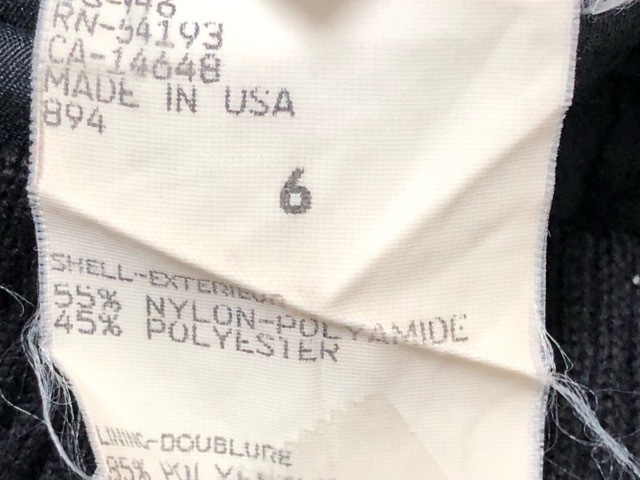 RN-54193
CA-14648
MADE IN USA
894
6
SHELL-EXTERIEUR
55% NYLON-POLYAMIDE
45% POLYESTER
LINING-DOUBLURE